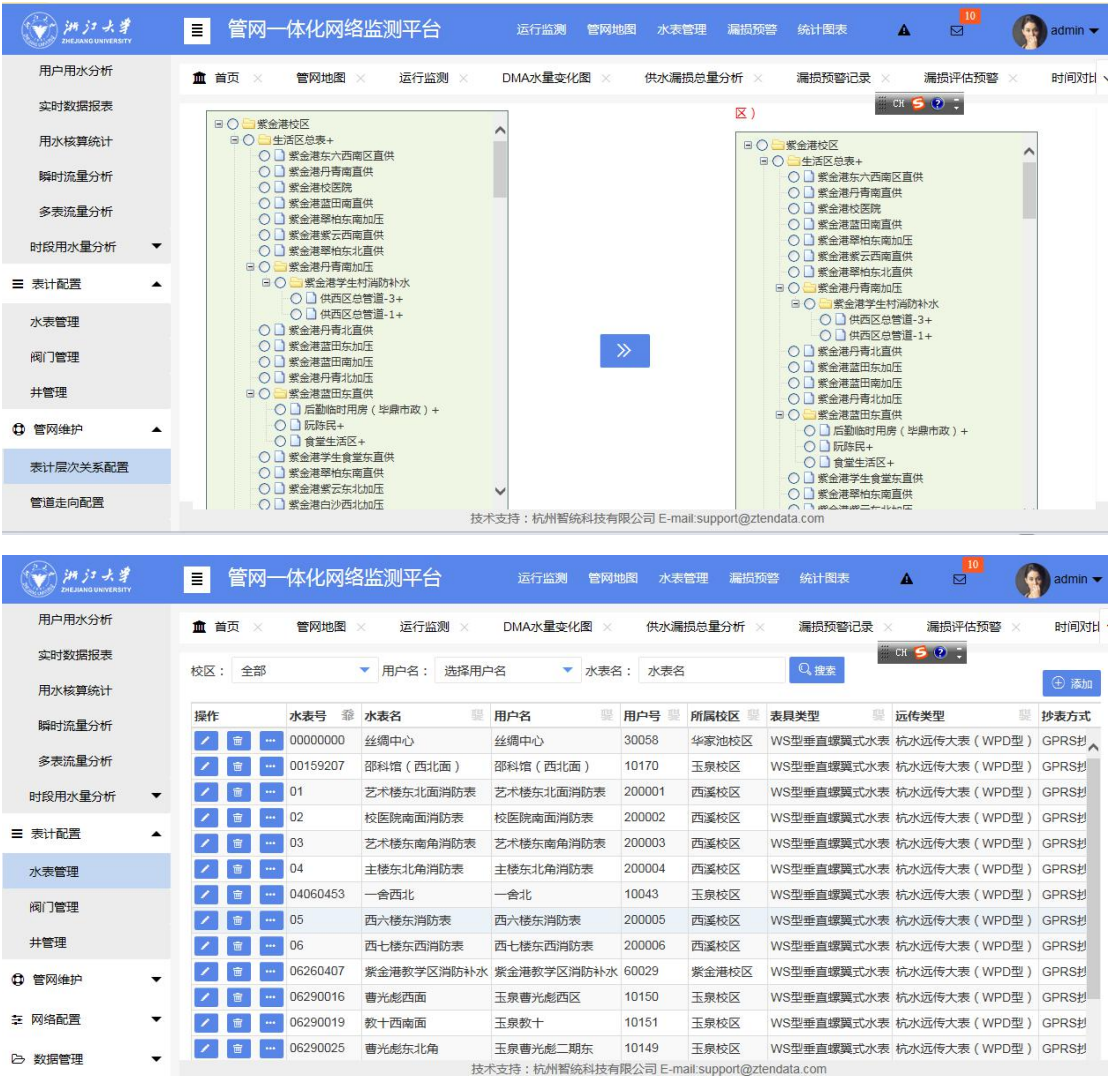 浙江大学
ZHEJIANG UNIVERSITY
管网一体化网络监测平台
运行监测 管网地图 水表管理 漏损预警 统计图表
10
admin
用户用水分析
实时数据报表
用水核算统计
瞬时流量分析
多表流量分析
时段用水量分析
表计配置
水表管理
阀门管理
井管理
管网维护
表计层次关系配置
管道走向配置
首页 管网地图 运行监测 DMA水量变化图 供水漏损总量分析 漏损预警记录 漏损评估预警 时间对比
CH
紫金港校区
生活区总表+
紫金港东六西南区直供
紫金港丹青南直供
紫金港校医院
紫金港蓝田南直供
紫金港翠柏东南加压
紫金港紫云西南直供
紫金港翠柏东北直供
紫金港丹青南加压
紫金港学生村消防补水
供西区总管道-3+
供西区总管道-1+
紫金港丹青北直供
紫金港蓝田东加压
紫金港蓝田南加压
紫金港丹青北加压
紫金港蓝田东直供
后勤临时用房（毕鼎市政）+
阮陈民+
食堂生活区+
紫金港学生食堂东直供
紫金港翠柏东南直供
紫金港紫云东北加压
紫金港白沙西北加压
区）
紫金港校区
生活区总表+
紫金港东六西南区直供
紫金港丹青南直供
紫金港校医院
紫金港蓝田南直供
紫金港翠柏东南加压
紫金港紫云西南直供
紫金港翠柏东北直供
紫金港丹青南加压
紫金港学生村消防补水
供西区总管道-3+
供西区总管道-1+
紫金港丹青北直供
紫金港蓝田东加压
紫金港蓝田南加压
紫金港丹青北加压
紫金港蓝田东直供
后勤临时用房（毕鼎市政）+
阮陈民+
食堂生活区+
紫金港学生食堂东直供
紫金港翠柏东南直供
技术支持：杭州智统科技有限公司 E-mail:support@ztendata.com
浙江大学
ZHEJIANG UNIVERSITY
管网一体化网络监测平台
运行监测 管网地图 水表管理 漏损预警 统计图表
10
admin
用户用水分析
实时数据报表
用水核算统计
瞬时流量分析
多表流量分析
时段用水量分析
表计配置
水表管理
阀门管理
井管理
管网维护
网络配置
数据管理
首页 管网地图 运行监测 DMA水量变化图 供水漏损总量分析 漏损预警记录 漏损评估预警 时间对比
CH
校区： 全部 用户名： 选择用户名 水表名： 水表名 搜索
添加
操作 水表号 水表名 用户名 用户号 所属校区 表具类型 远传类型 抄表方式
00000000 丝绸中心 丝绸中心 30058 华家池校区 WS型垂直螺翼式水表 杭水远传大表（WPD型） GPRS抄
00159207 邵科馆（西北面） 邵科馆（西北面） 10170 玉泉校区 WS型垂直螺翼式水表 杭水远传大表（WPD型） GPRS抄
01 艺术楼东北面消防表 艺术楼东北面消防表 200001 西溪校区 WS型垂直螺翼式水表 杭水远传大表（WPD型） GPRS抄
02 校医院南面消防表 校医院南面消防表 200002 西溪校区 WS型垂直螺翼式水表 杭水远传大表（WPD型） GPRS抄
03 艺术楼东南角消防表 艺术楼东南角消防表 200003 西溪校区 WS型垂直螺翼式水表 杭水远传大表（WPD型） GPRS抄
04 主楼东北角消防表 主楼东北角消防表 200004 西溪校区 WS型垂直螺翼式水表 杭水远传大表（WPD型） GPRS抄
04060453 一舍西北 一舍北 10043 玉泉校区 WS型垂直螺翼式水表 杭水远传大表（WPD型） GPRS抄
05 西六楼东消防表 西六楼东消防表 200005 西溪校区 WS型垂直螺翼式水表 杭水远传大表（WPD型） GPRS抄
06 西七楼东西消防表 西七楼东西消防表 200006 西溪校区 WS型垂直螺翼式水表 杭水远传大表（WPD型） GPRS抄
06260407 紫金港教学区消防补水 紫金港教学区消防补水 60029 紫金港校区 WS型垂直螺翼式水表 杭水远传大表（WPD型） GPRS抄
06290016 曹光彪西面 玉泉曹光彪西区 10150 玉泉校区 WS型垂直螺翼式水表 杭水远传大表（WPD型） GPRS抄
06290019 教十西南面 玉泉教十 10151 玉泉校区 WS型垂直螺翼式水表 杭水远传大表（WPD型） GPRS抄
06290025 曹光彪东北角 玉泉曹光彪二期东 10149 玉泉校区 WS型垂直螺翼式水表 杭水远传大表（WPD型） GPRS抄
技术支持：杭州智统科技有限公司 E-mail:support@ztendata.com